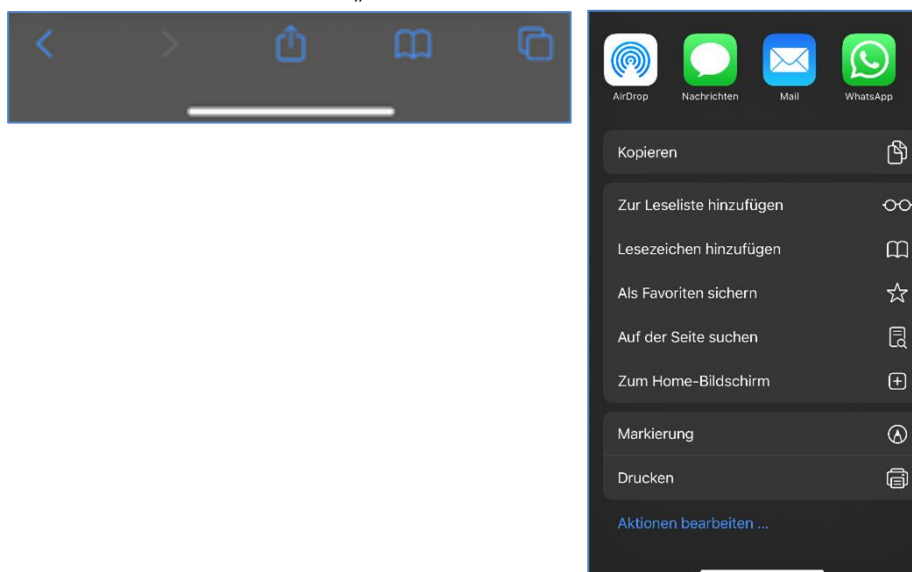 AirDrop Nachrichten Mail WhatsApp
Kopieren
Zur Leseliste hinzufügen
Lesezeichen hinzufügen
Als Favoriten sichern
Auf der Seite suchen
Zum Home-Bildschirm
Markierung
Drucken
Aktionen bearbeiten ...